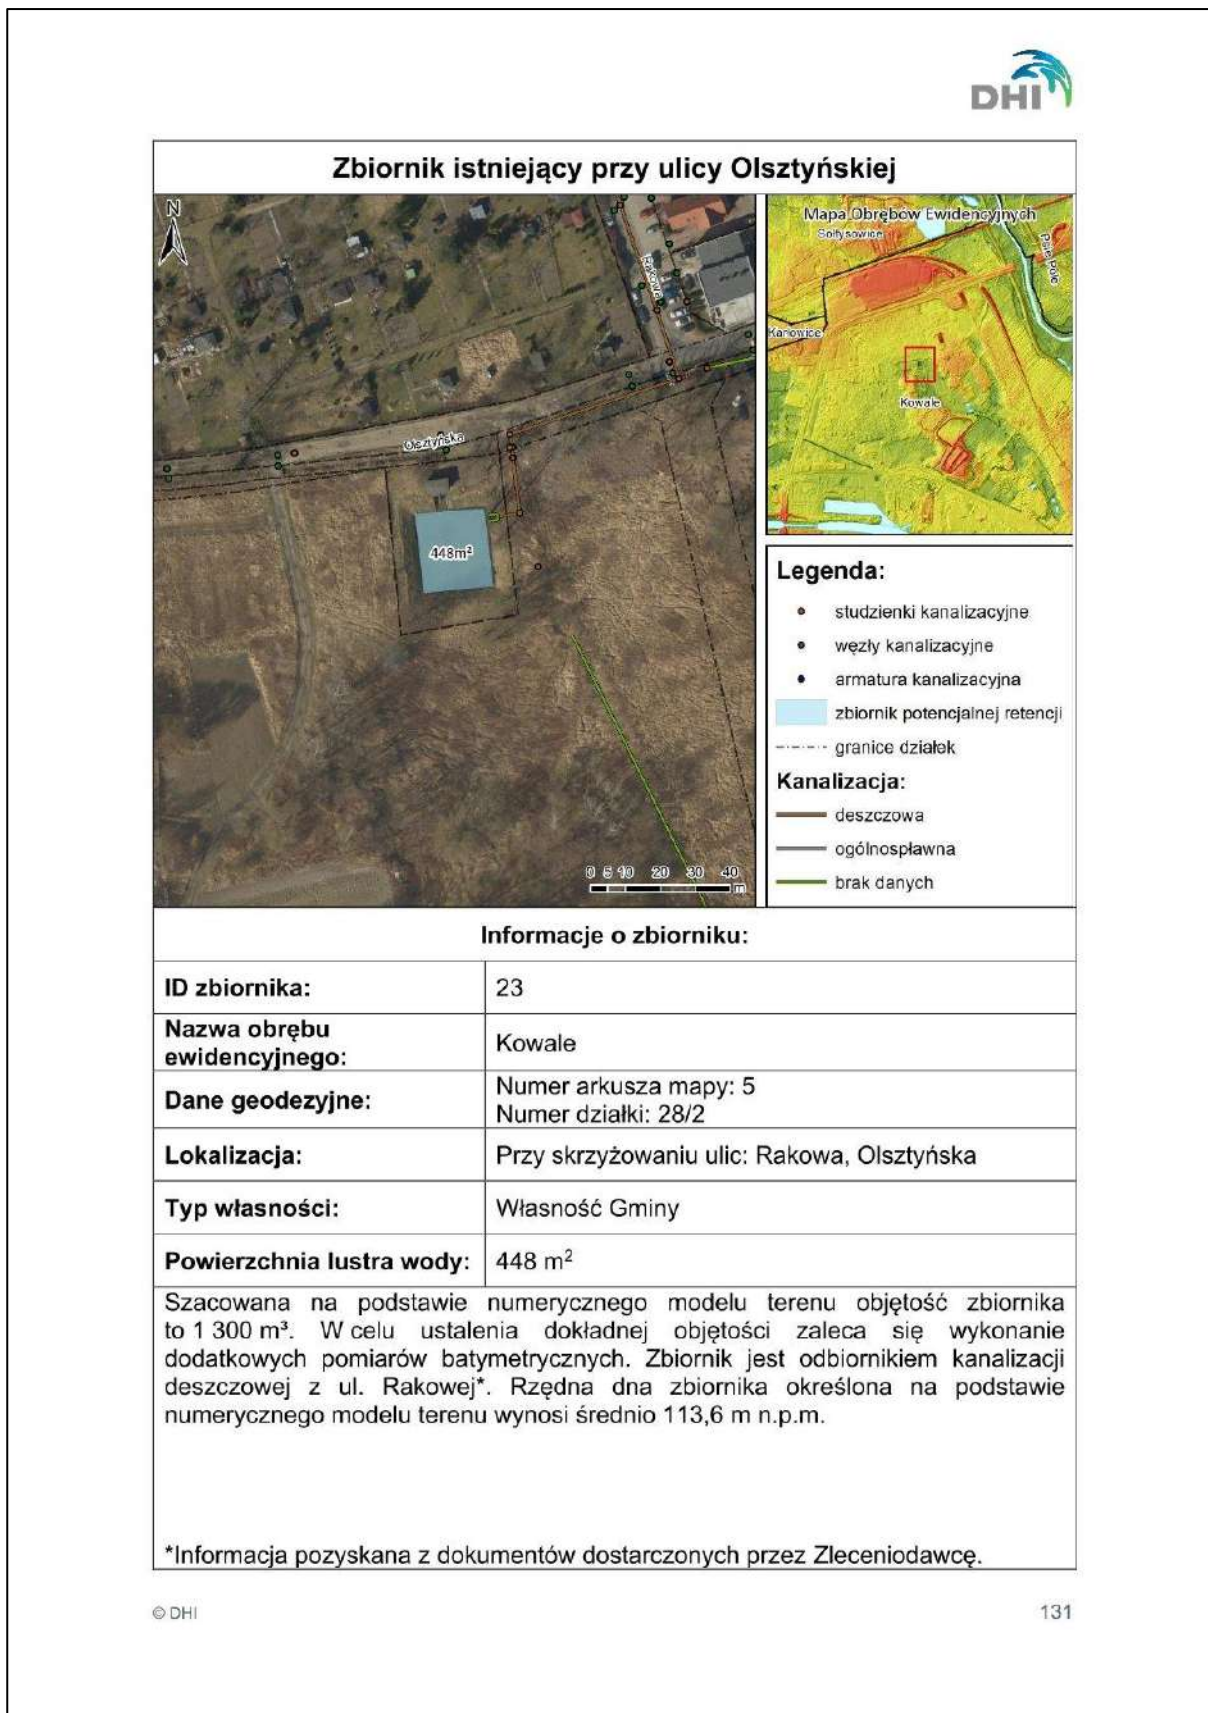 DHI
Zbiornik istniejący przy ulicy Olsztyńskiej
N
Rakowa
Olsztyńska
448m²
0 5 10 20 30 40
m
Mapa Obrębów Ewidencyjnych
Sołtysowice
Psie Pole
Karłowice
Kowale
Legenda:
studzienki kanalizacyjne
węzły kanalizacyjne
armatura kanalizacyjna
zbiornik potencjalnej retencji
granice działek
Kanalizacja:
deszczowa
ogólnospławna
brak danych
Informacje o zbiorniku:
ID zbiornika: 23
Nazwa obrębu
ewidencyjnego: Kowale
Dane geodezyjne: Numer arkusza mapy: 5
Numer działki: 28/2
Lokalizacja: Przy skrzyżowaniu ulic: Rakowa, Olsztyńska
Typ własności: Własność Gminy
Powierzchnia lustra wody: 448 m²
Szacowana na podstawie numerycznego modelu terenu objętość zbiornika
to 1 300 m³. W celu ustalenia dokładnej objętości zaleca się wykonanie
dodatkowych pomiarów batymetrycznych. Zbiornik jest odbiornikiem kanalizacji
deszczowej z ul. Rakowej*. Rzędna dna zbiornika określona na podstawie
numerycznego modelu terenu wynosi średnio 113,6 m n.p.m.
*Informacja pozyskana z dokumentów dostarczonych przez Zleceniodawcę.
© DHI
131